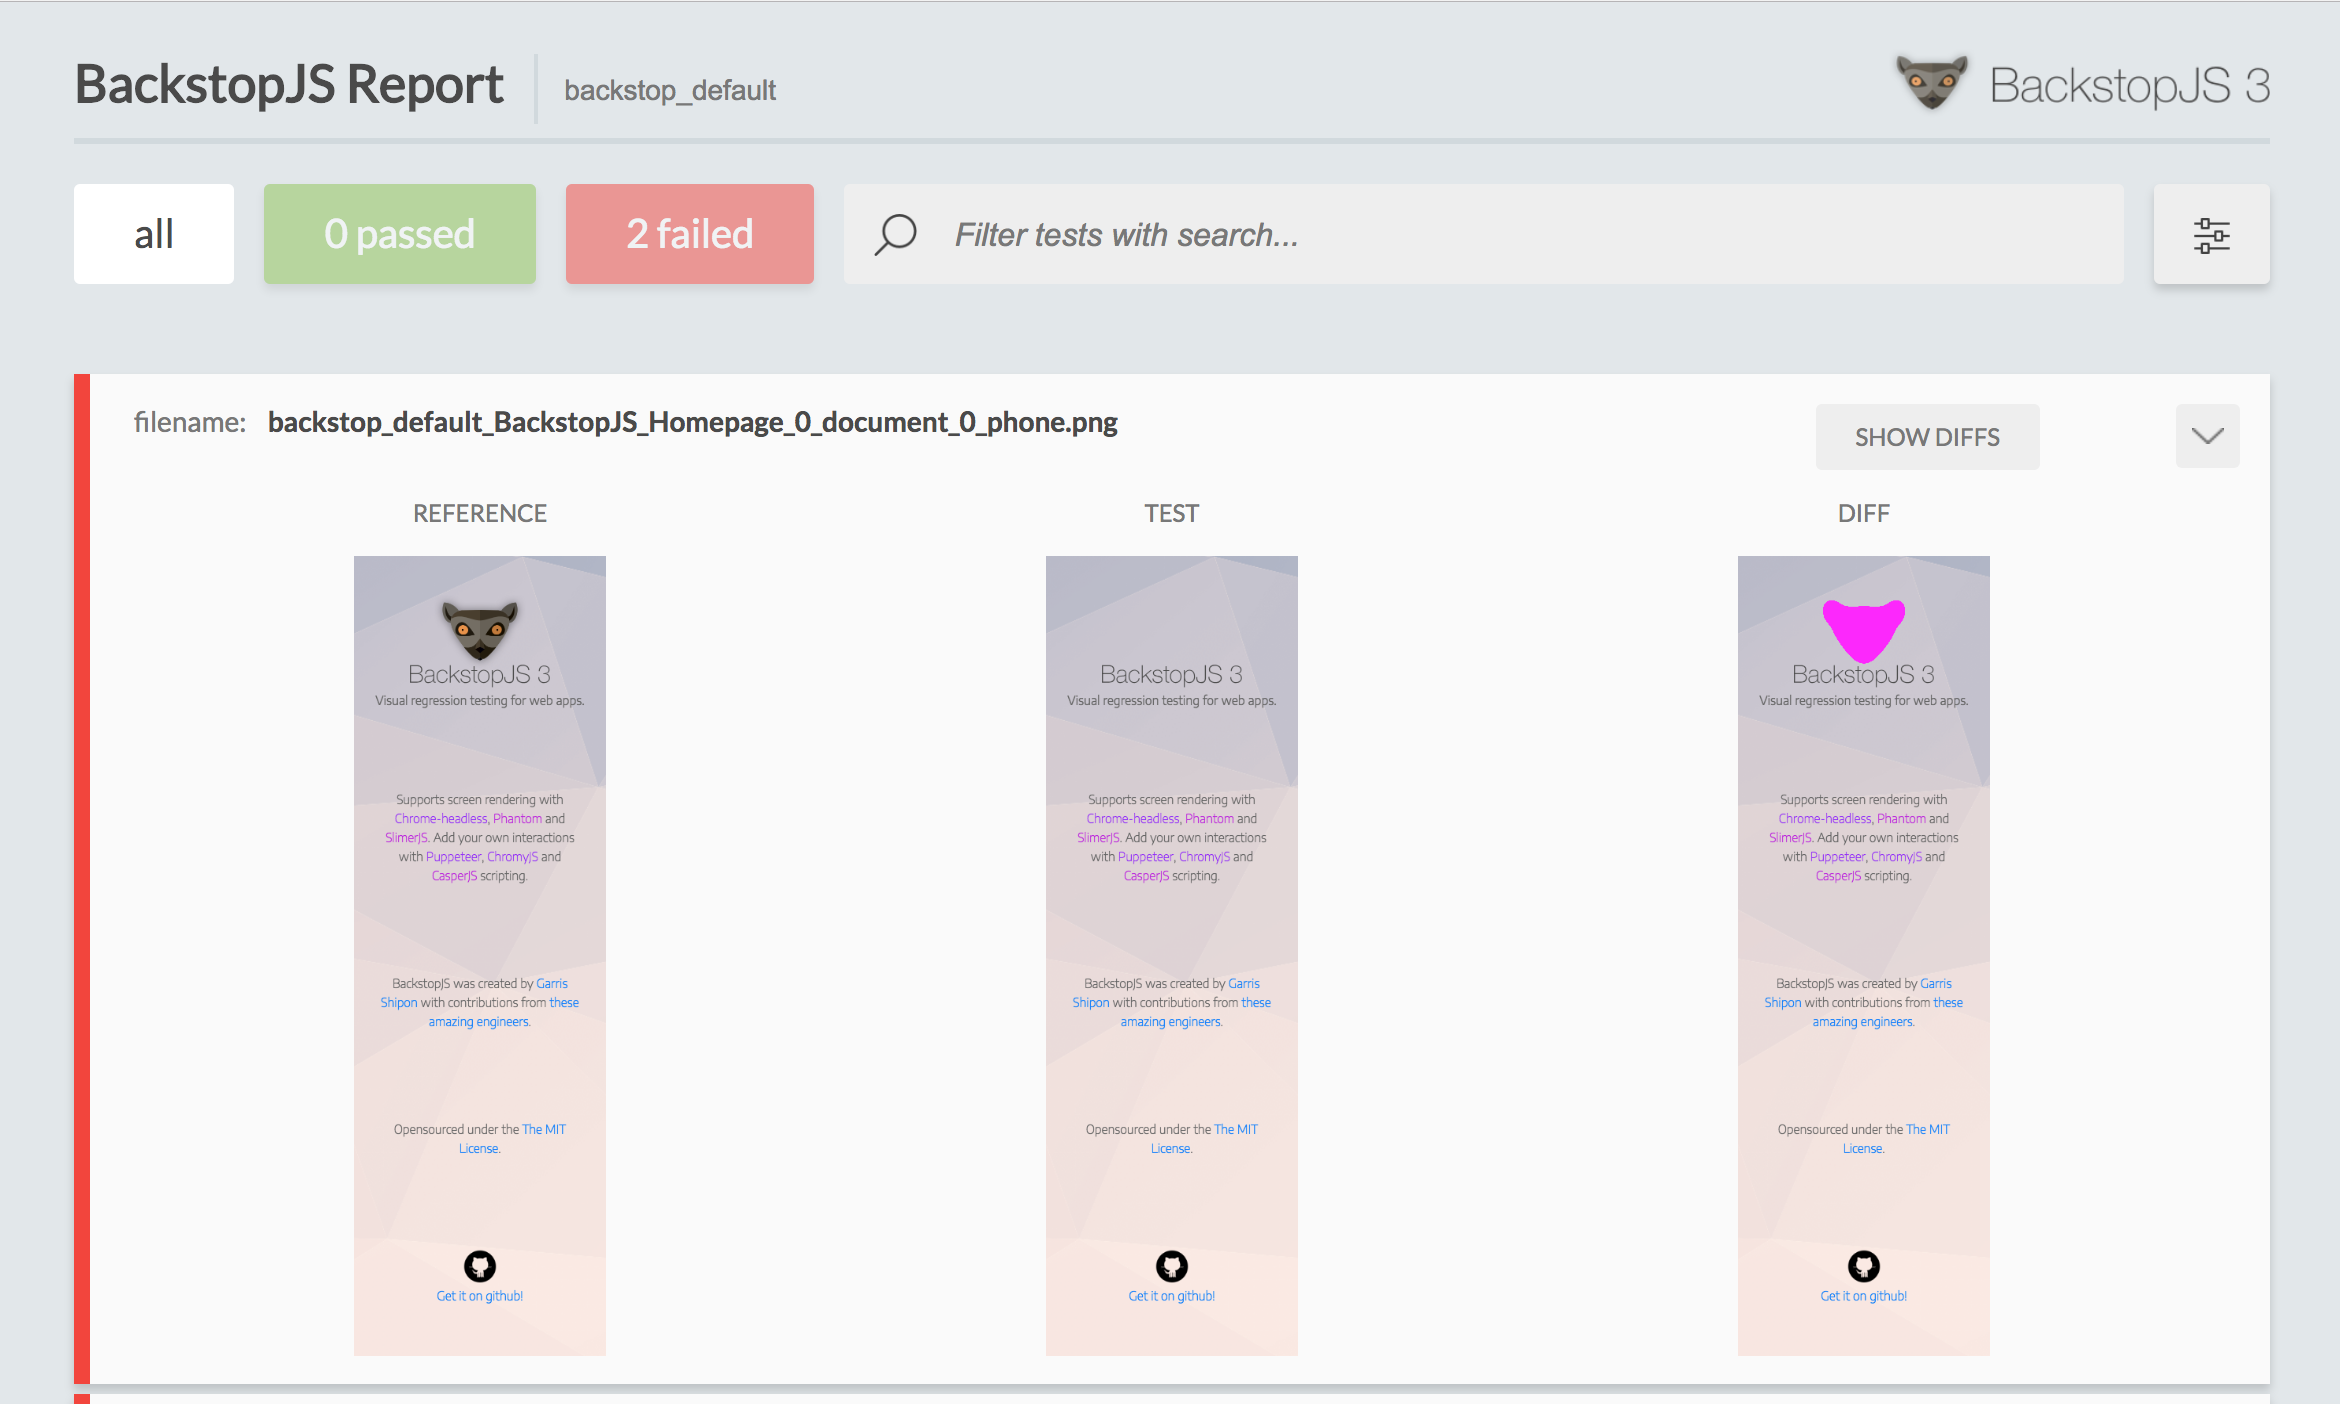 BackstopJS Report
backstop_default
BackstopJS 3
all
0 passed
2 failed
Filter tests with search...
filename: backstop_default_BackstopJS_Homepage_0_document_0_phone.png
SHOW DIFFS
REFERENCE
BackstopJS 3
Visual regression testing for web apps.
Supports screen rendering with
Chrome-headless, Phantom and
SlimerJS. Add your own interactions
with Puppeteer, ChromyJS and
CasperJS scripting.
BackstopJS was created by Garris
Shipon with contributions from these
amazing engineers.
Opensourced under the The MIT
License.
Get it on github!
TEST
BackstopJS 3
Visual regression testing for web apps.
Supports screen rendering with
Chrome-headless, Phantom and
SlimerJS. Add your own interactions
with Puppeteer, ChromyJS and
CasperJS scripting.
BackstopJS was created by Garris
Shipon with contributions from these
amazing engineers.
Opensourced under the The MIT
License.
Get it on github!
DIFF
BackstopJS 3
Visual regression testing for web apps.
Supports screen rendering with
Chrome-headless, Phantom and
SlimerJS. Add your own interactions
with Puppeteer, ChromyJS and
CasperJS scripting.
BackstopJS was created by Garris
Shipon with contributions from these
amazing engineers.
Opensourced under the The MIT
License.
Get it on github!